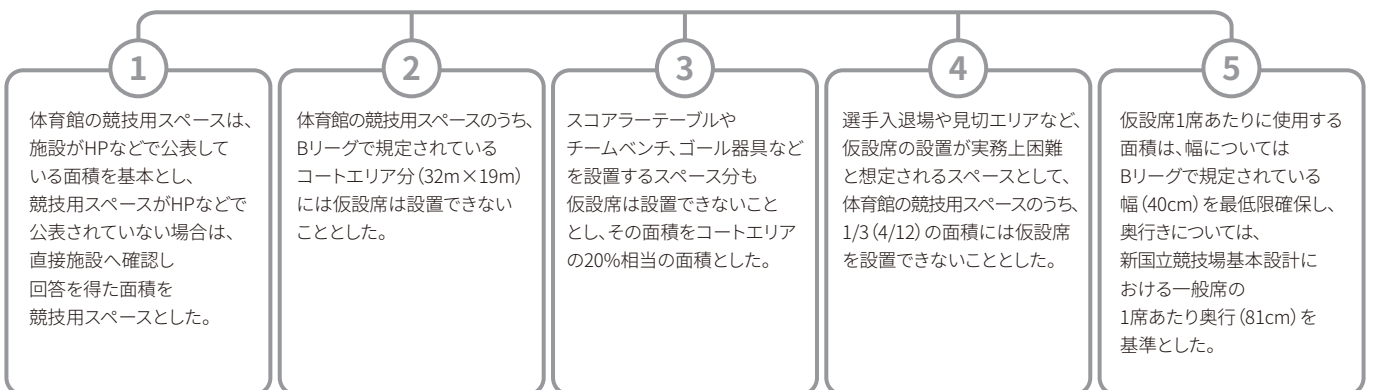 1
体育館の競技用スペースは、
施設がHPなどで公表して
いる面積を基本とし、
競技用スペースがHPなどで
公表されていない場合は、
直接施設へ確認し
回答を得た面積を
競技用スペースとした。
2
体育館の競技用スペースのうち、
Bリーグで規定されている
コートエリア分(32m×19m)
には仮設席は設置できない
こととした。
3
スコアラーテーブルや
チームベンチ、ゴール器具など
を設置するスペース分も
仮設席は設置できないこと
とし、その面積をコートエリア
の20%相当の面積とした。
4
選手入退場や見切エリアなど、
仮設席の設置が実務上困難
と想定されるスペースとして、
体育館の競技用スペースのうち、
1/3(4/12)の面積には仮設席
を設置できないこととした。
5
仮設席1席あたりに使用する
面積は、幅については
Bリーグで規定されている
幅(40cm)を最低限確保し、
奥行きについては、
新国立競技場基本設計に
おける一般席の
1席あたり奥行(81cm)を
基準とした。